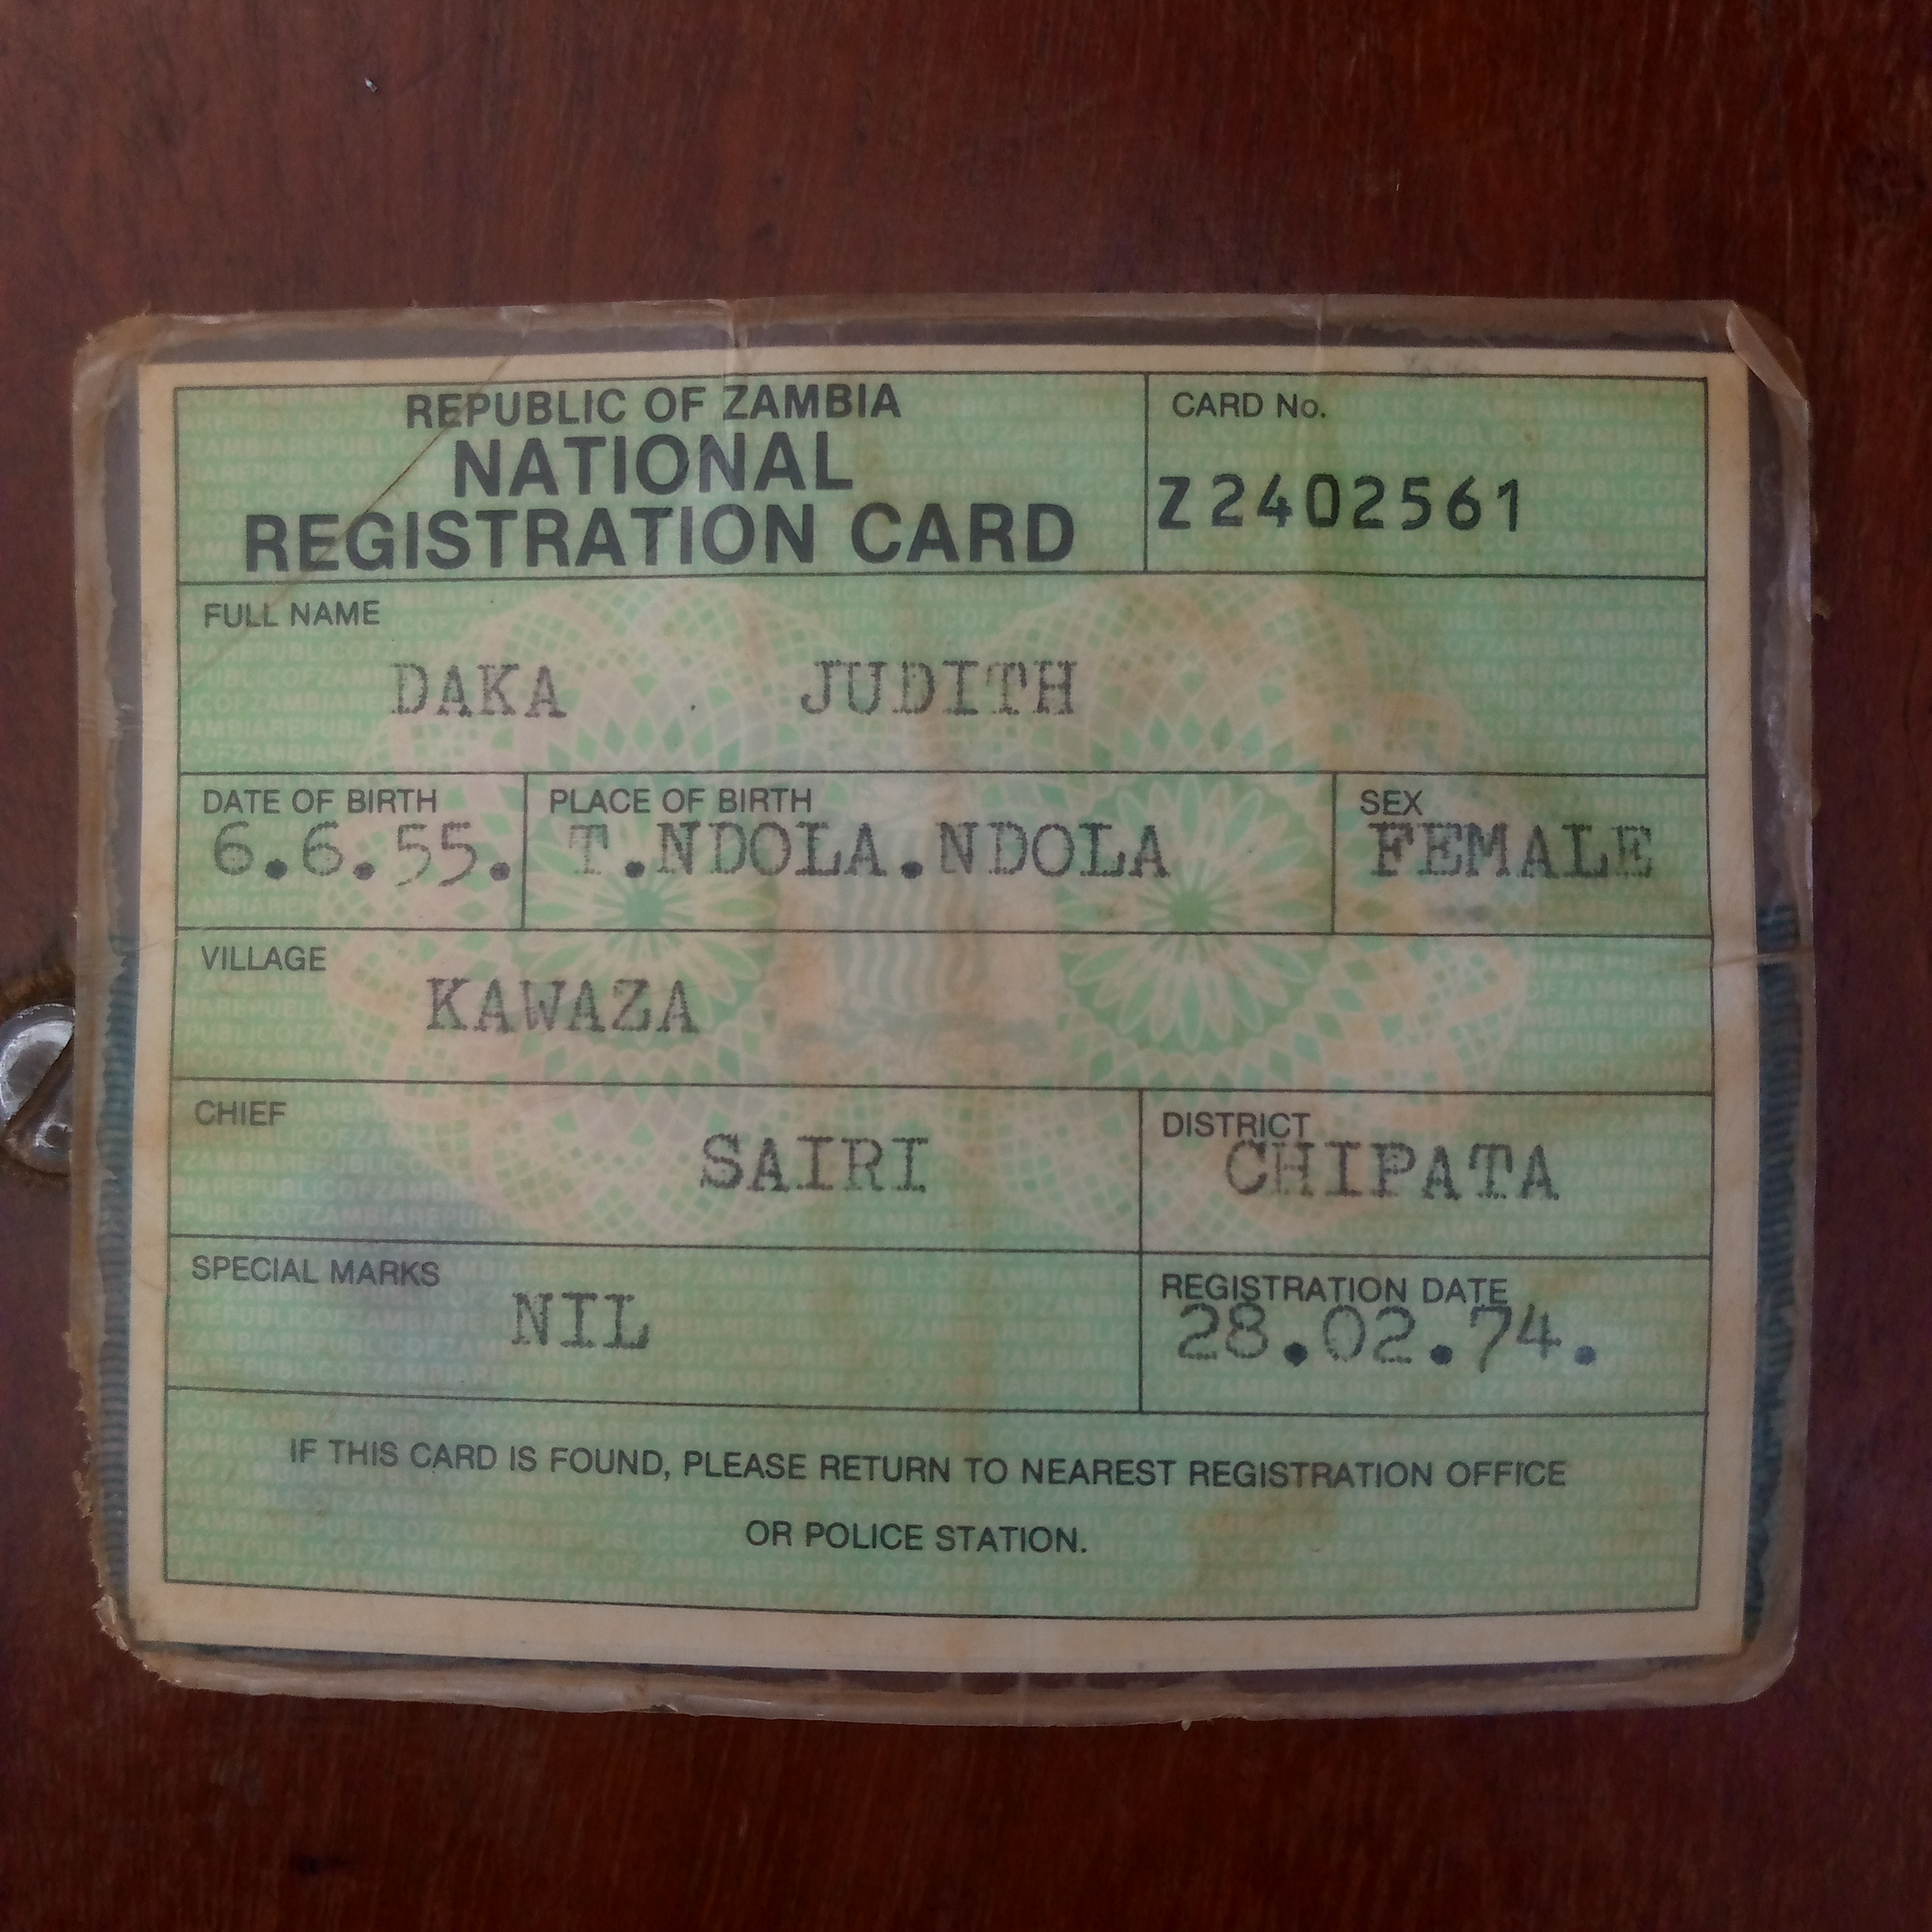 REPUBLIC OF ZAMBIA
NATIONAL
REGISTRATION CARD
CARD No.
Z2402561
FULL NAME
DAKA JUDITH
DATE OF BIRTH
6.6.55.
PLACE OF BIRTH
T.NDOLA.NDOLA
SEX
FEMALE
VILLAGE
KAWAZA
CHIEF
SAIRI
DISTRICT
CHIPATA
SPECIAL MARKS
NIL
REGISTRATION DATE
28.02.74.
IF THIS CARD IS FOUND, PLEASE RETURN TO NEAREST REGISTRATION OFFICE
OR POLICE STATION.